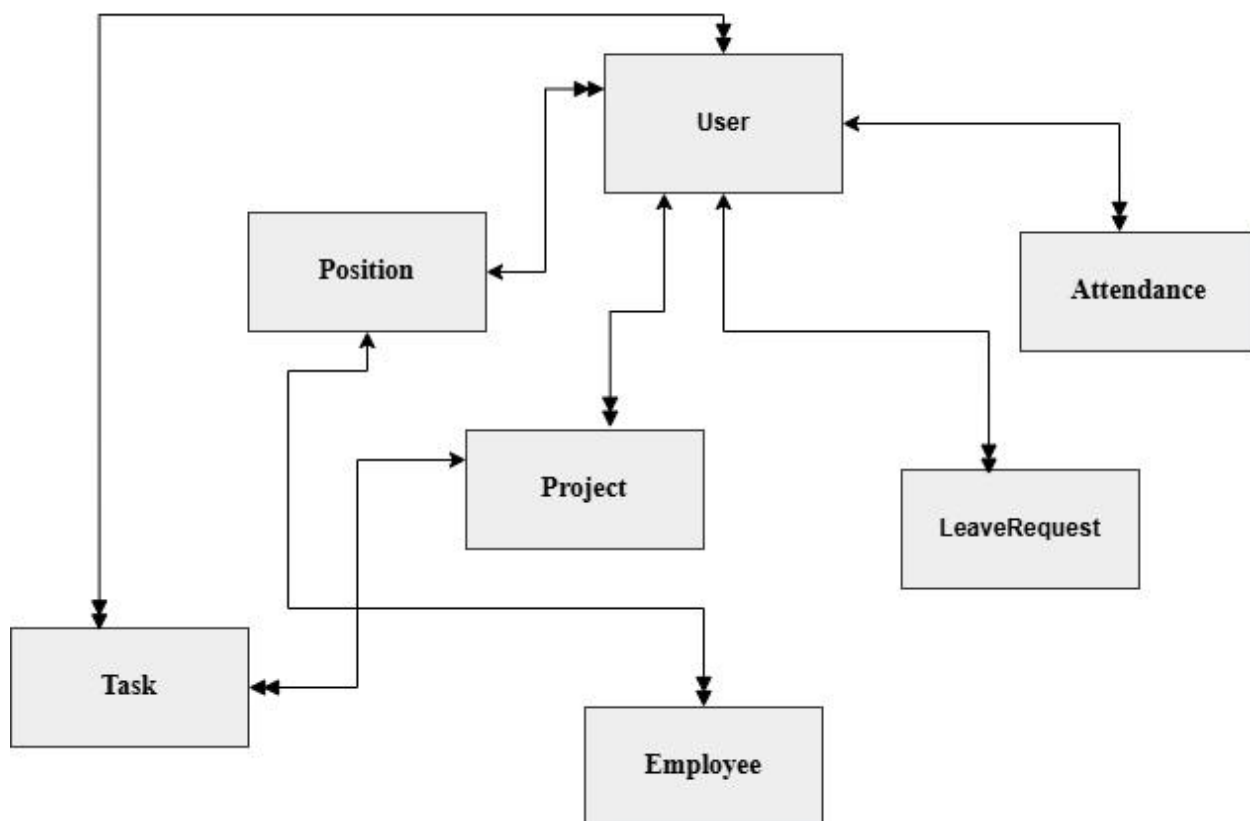 User
Position
Attendance
Project
LeaveRequest
Task
Employee